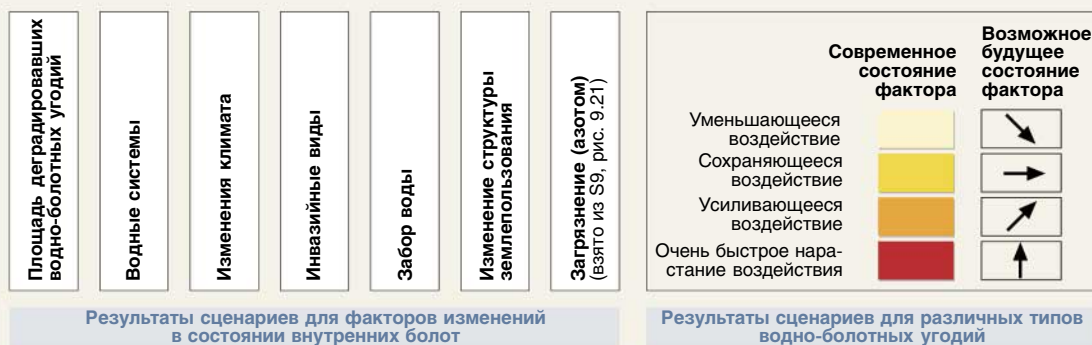 Площадь деградировавших
водно-болотных угодий
Водные системы
Изменения климата
Инвазийные виды
Забор воды
Изменение структуры
землепользования
Загрязнение (азотом)
(взято из S9, рис. 9.21)
Результаты сценариев для факторов изменений
в состоянии внутренних болот
Современное
состояние
фактора
Возможное
будущее
состояние
фактора
Уменьшающееся
воздействие
Сохраняющееся
воздействие
Усиливающееся
воздействие
Очень быстрое нара-
стание воздействия
Результаты сценариев для различных типов
водно-болотных угодий